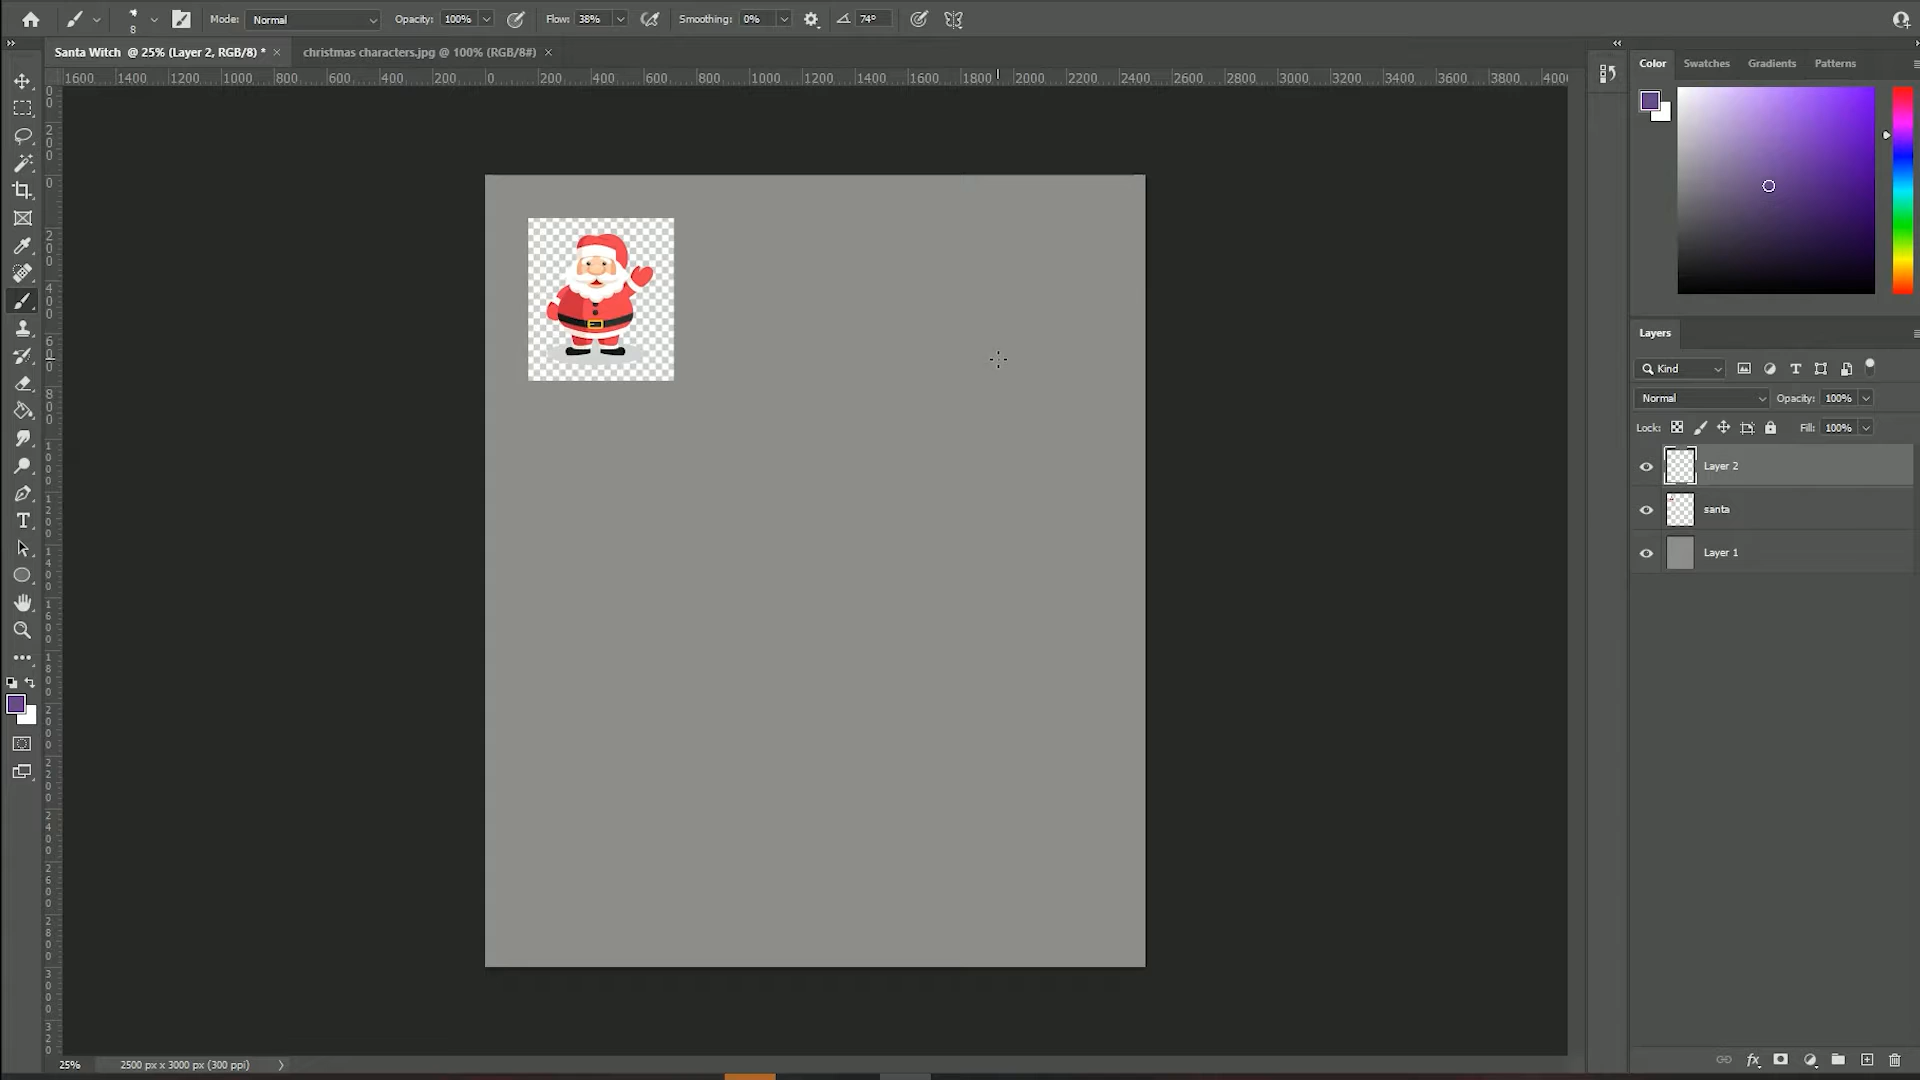 8 Mode: Normal Opacity: 100% Flow: 38% Smoothing: 0% 74°
Santa Witch @ 25% (Layer 2, RGB/8) * × christmas characters.jpg @ 100% (RGB/8#) ×
1600 1400 1200 1000 800 600 400 200 0 200 400 600 800 1000 1200 1400 1600 1800 2000 2200 2400 2600 2800 3000 3200 3400 3600 3800 4000
Color Swatches Gradients Patterns
Layers
Kind
Normal Opacity: 100%
Lock: Fill: 100%
Layer 2
santa
Layer 1
25% 2500 px x 3000 px (300 ppi)